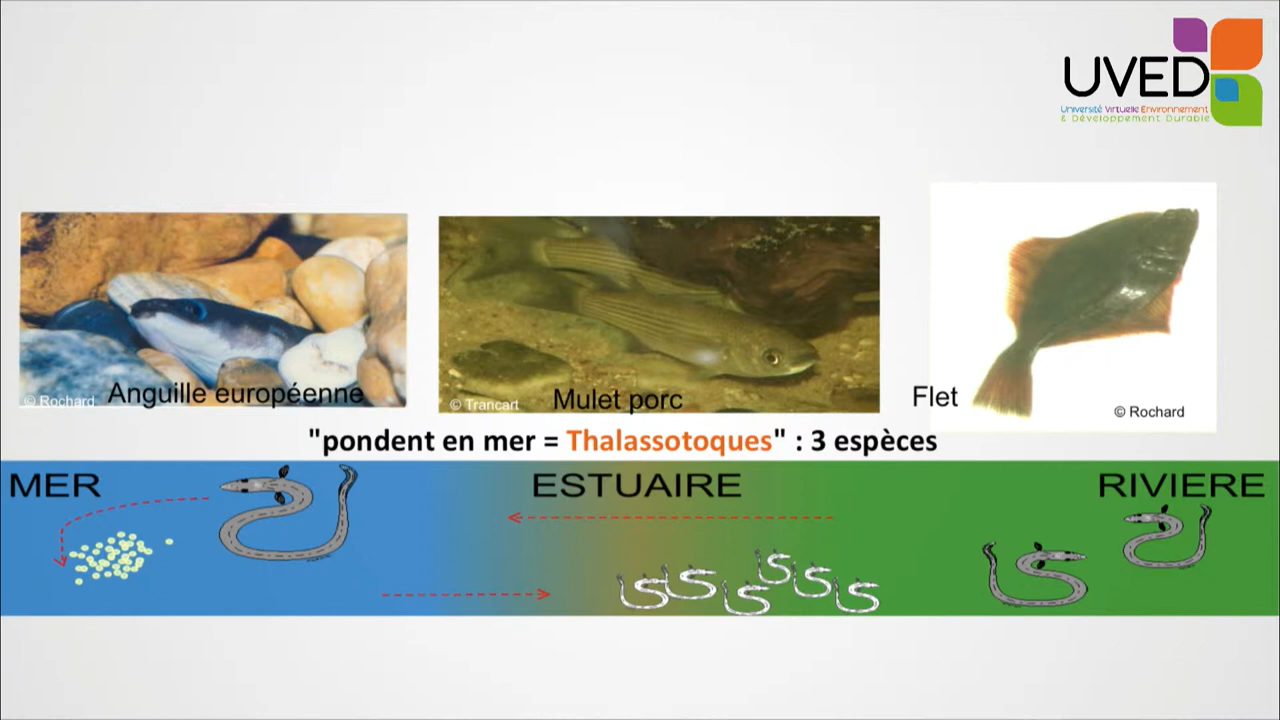 UVED
Université Virtuelle Environnement
& Développement Durable
© Rochard
Anguille européenne
© Trancart
Mulet porc
Flet
© Rochard
"pondent en mer = Thalassotoques" : 3 espèces
MER
ESTUAIRE
RIVIERE